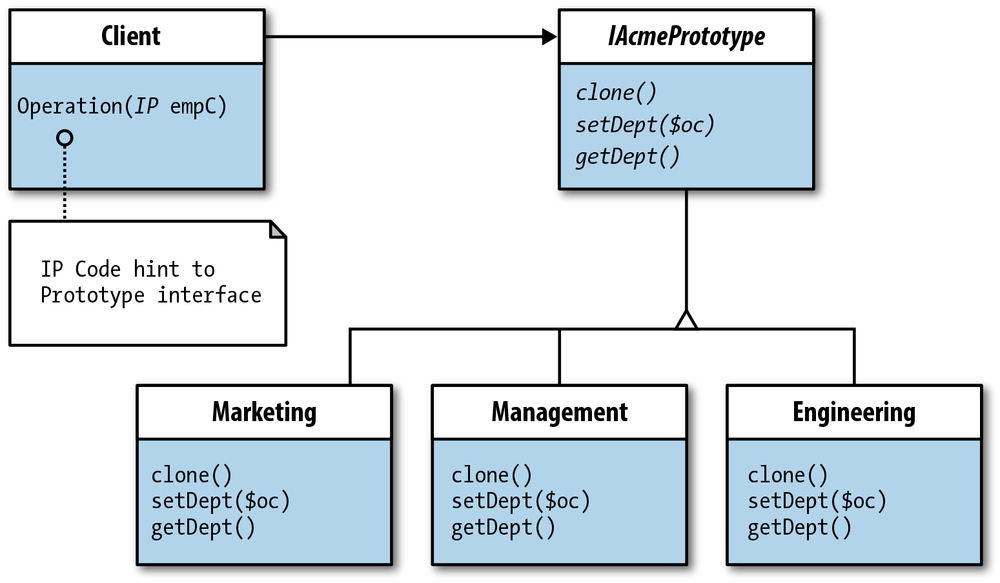 Client
Operation(IP empC)
IP Code hint to
Prototype interface
IAcmePrototype
clone()
setDept($oc)
getDept()
Marketing
clone()
setDept($oc)
getDept()
Management
clone()
setDept($oc)
getDept()
Engineering
clone()
setDept($oc)
getDept()